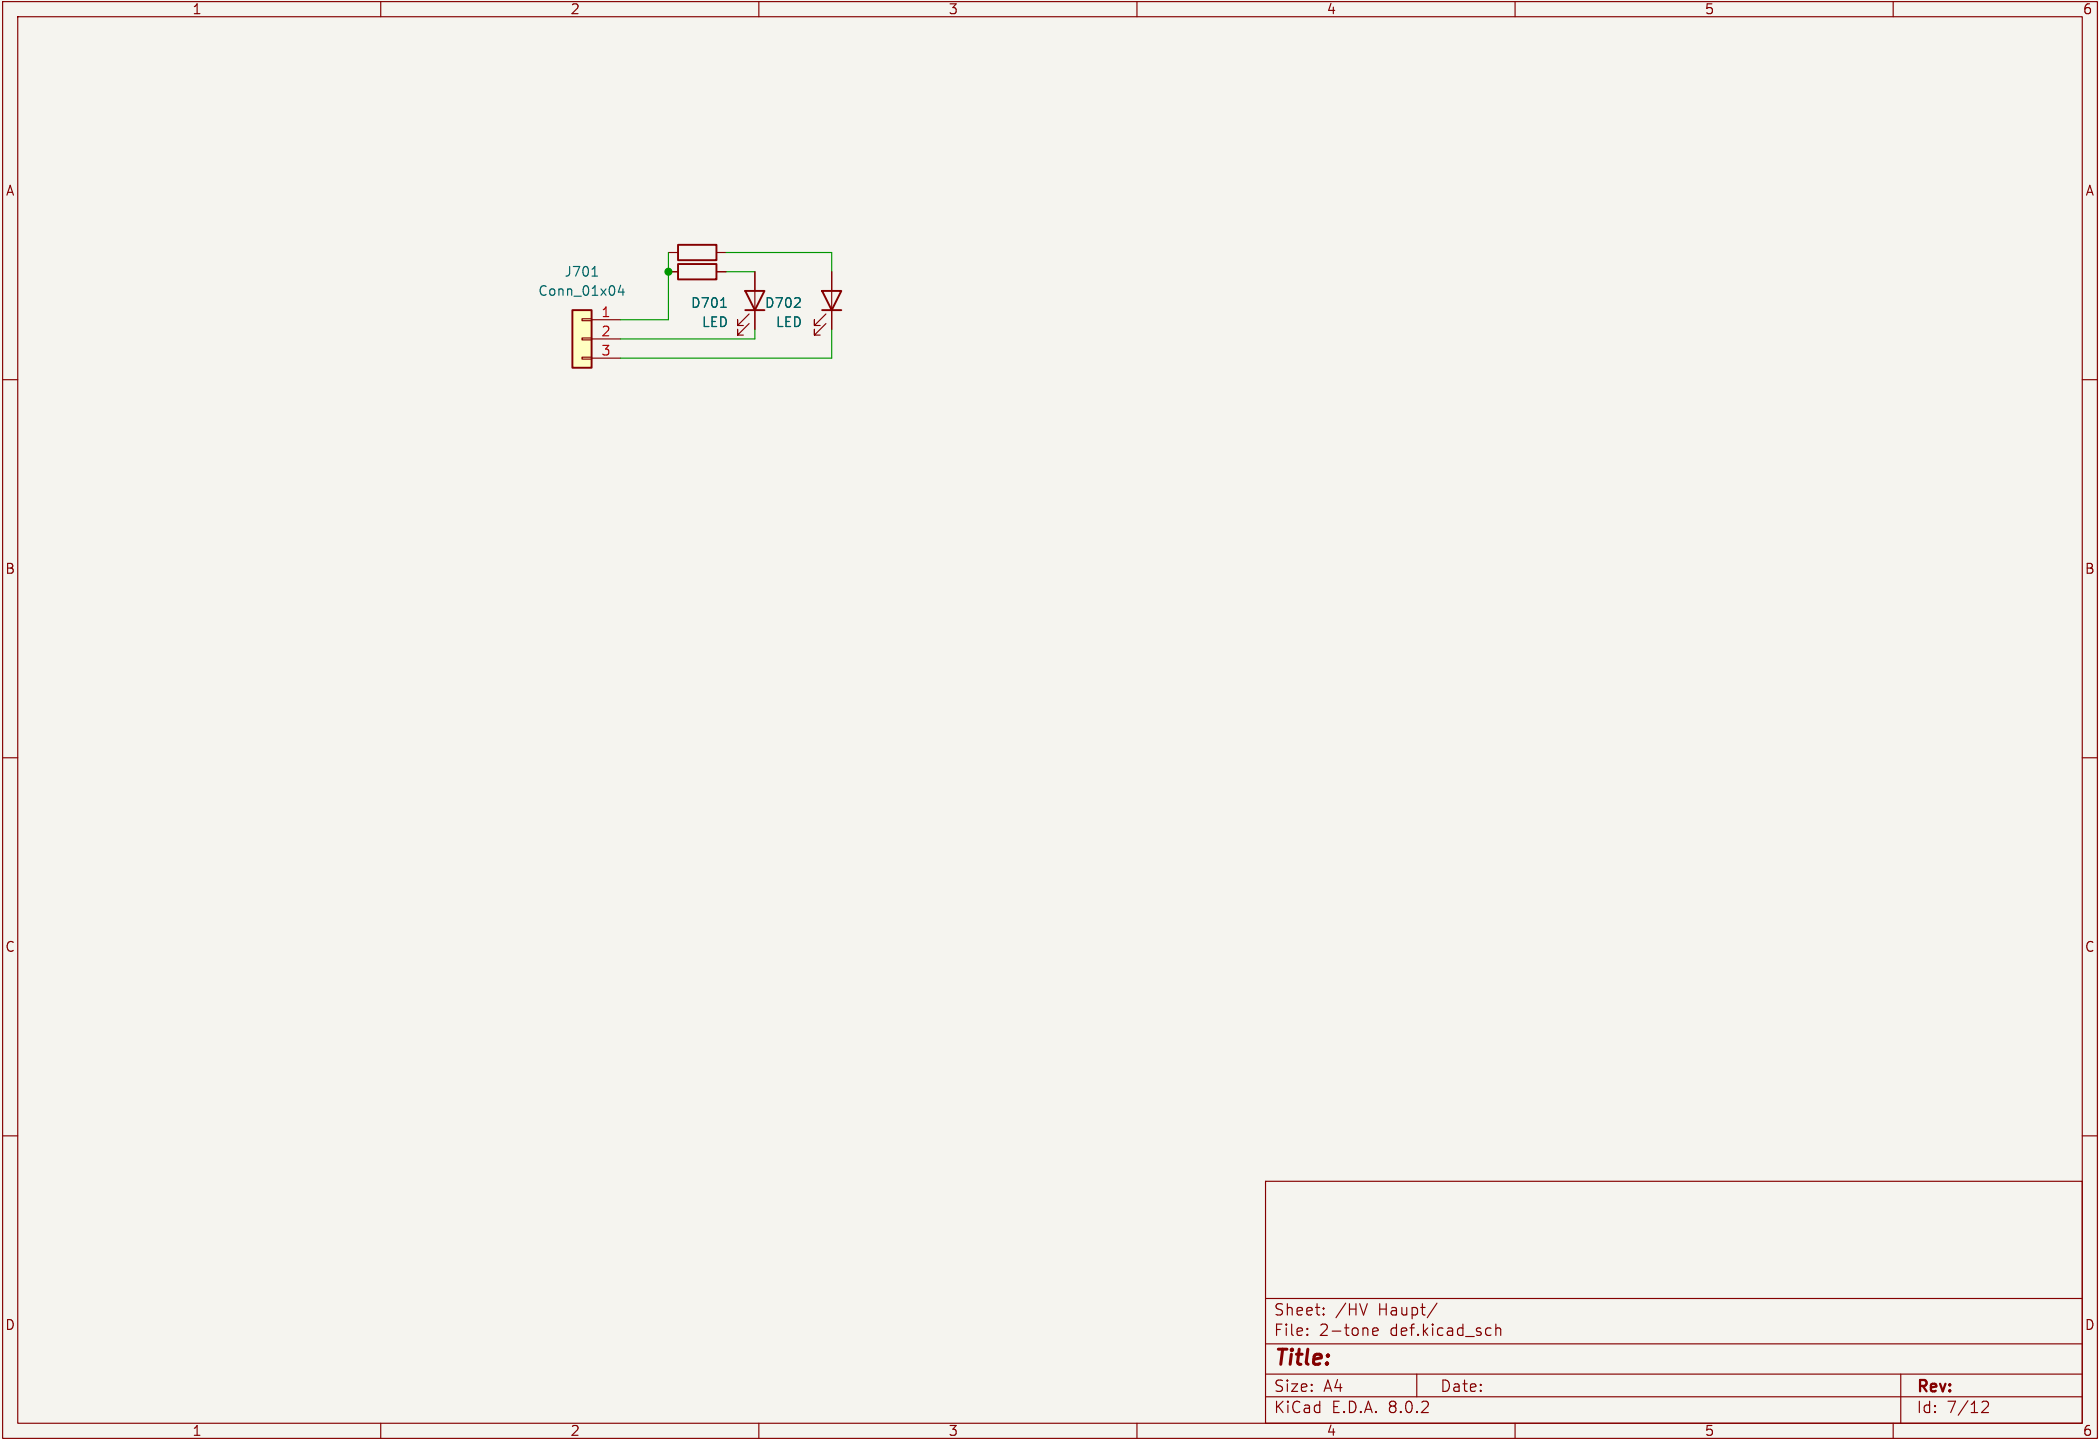 1 2 3 4 5 6
A A
J701
Conn_01x04
D701 D702
LED LED
1
2
3
B B
C C
D D
Sheet: /HV Haupt/
File: 2-tone def.kicad_sch
Title:
Size: A4 Date: Rev:
KiCad E.D.A. 8.0.2 Id: 7/12
1 2 3 4 5 6